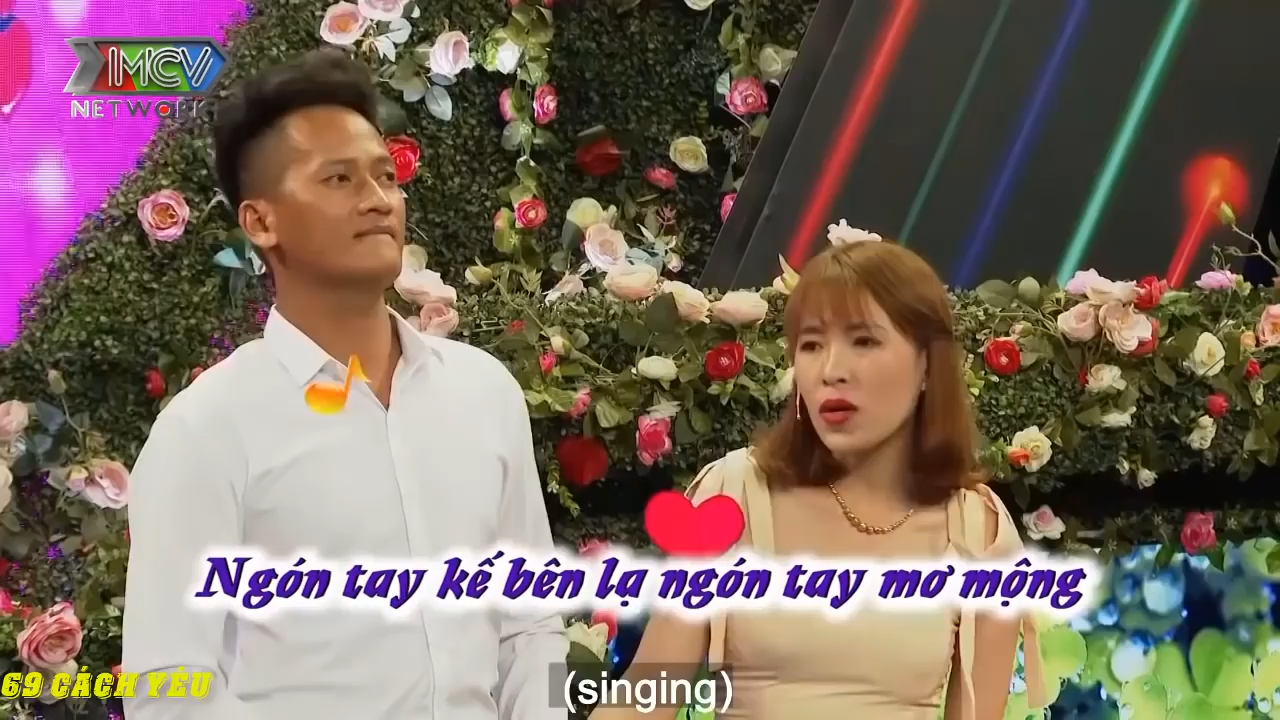 MCV
NETWORK
Ngón tay kế bên lạ ngón tay mơ mộng
69 CÁCH YÊU
(singing)